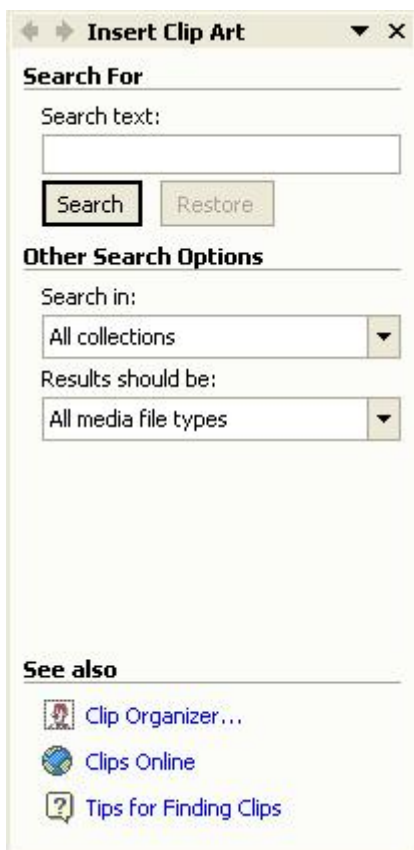 Insert Clip Art
Search For
Search text:
Search Restore
Other Search Options
Search in:
All collections
Results should be:
All media file types
See also
Clip Organizer...
Clips Online
Tips for Finding Clips